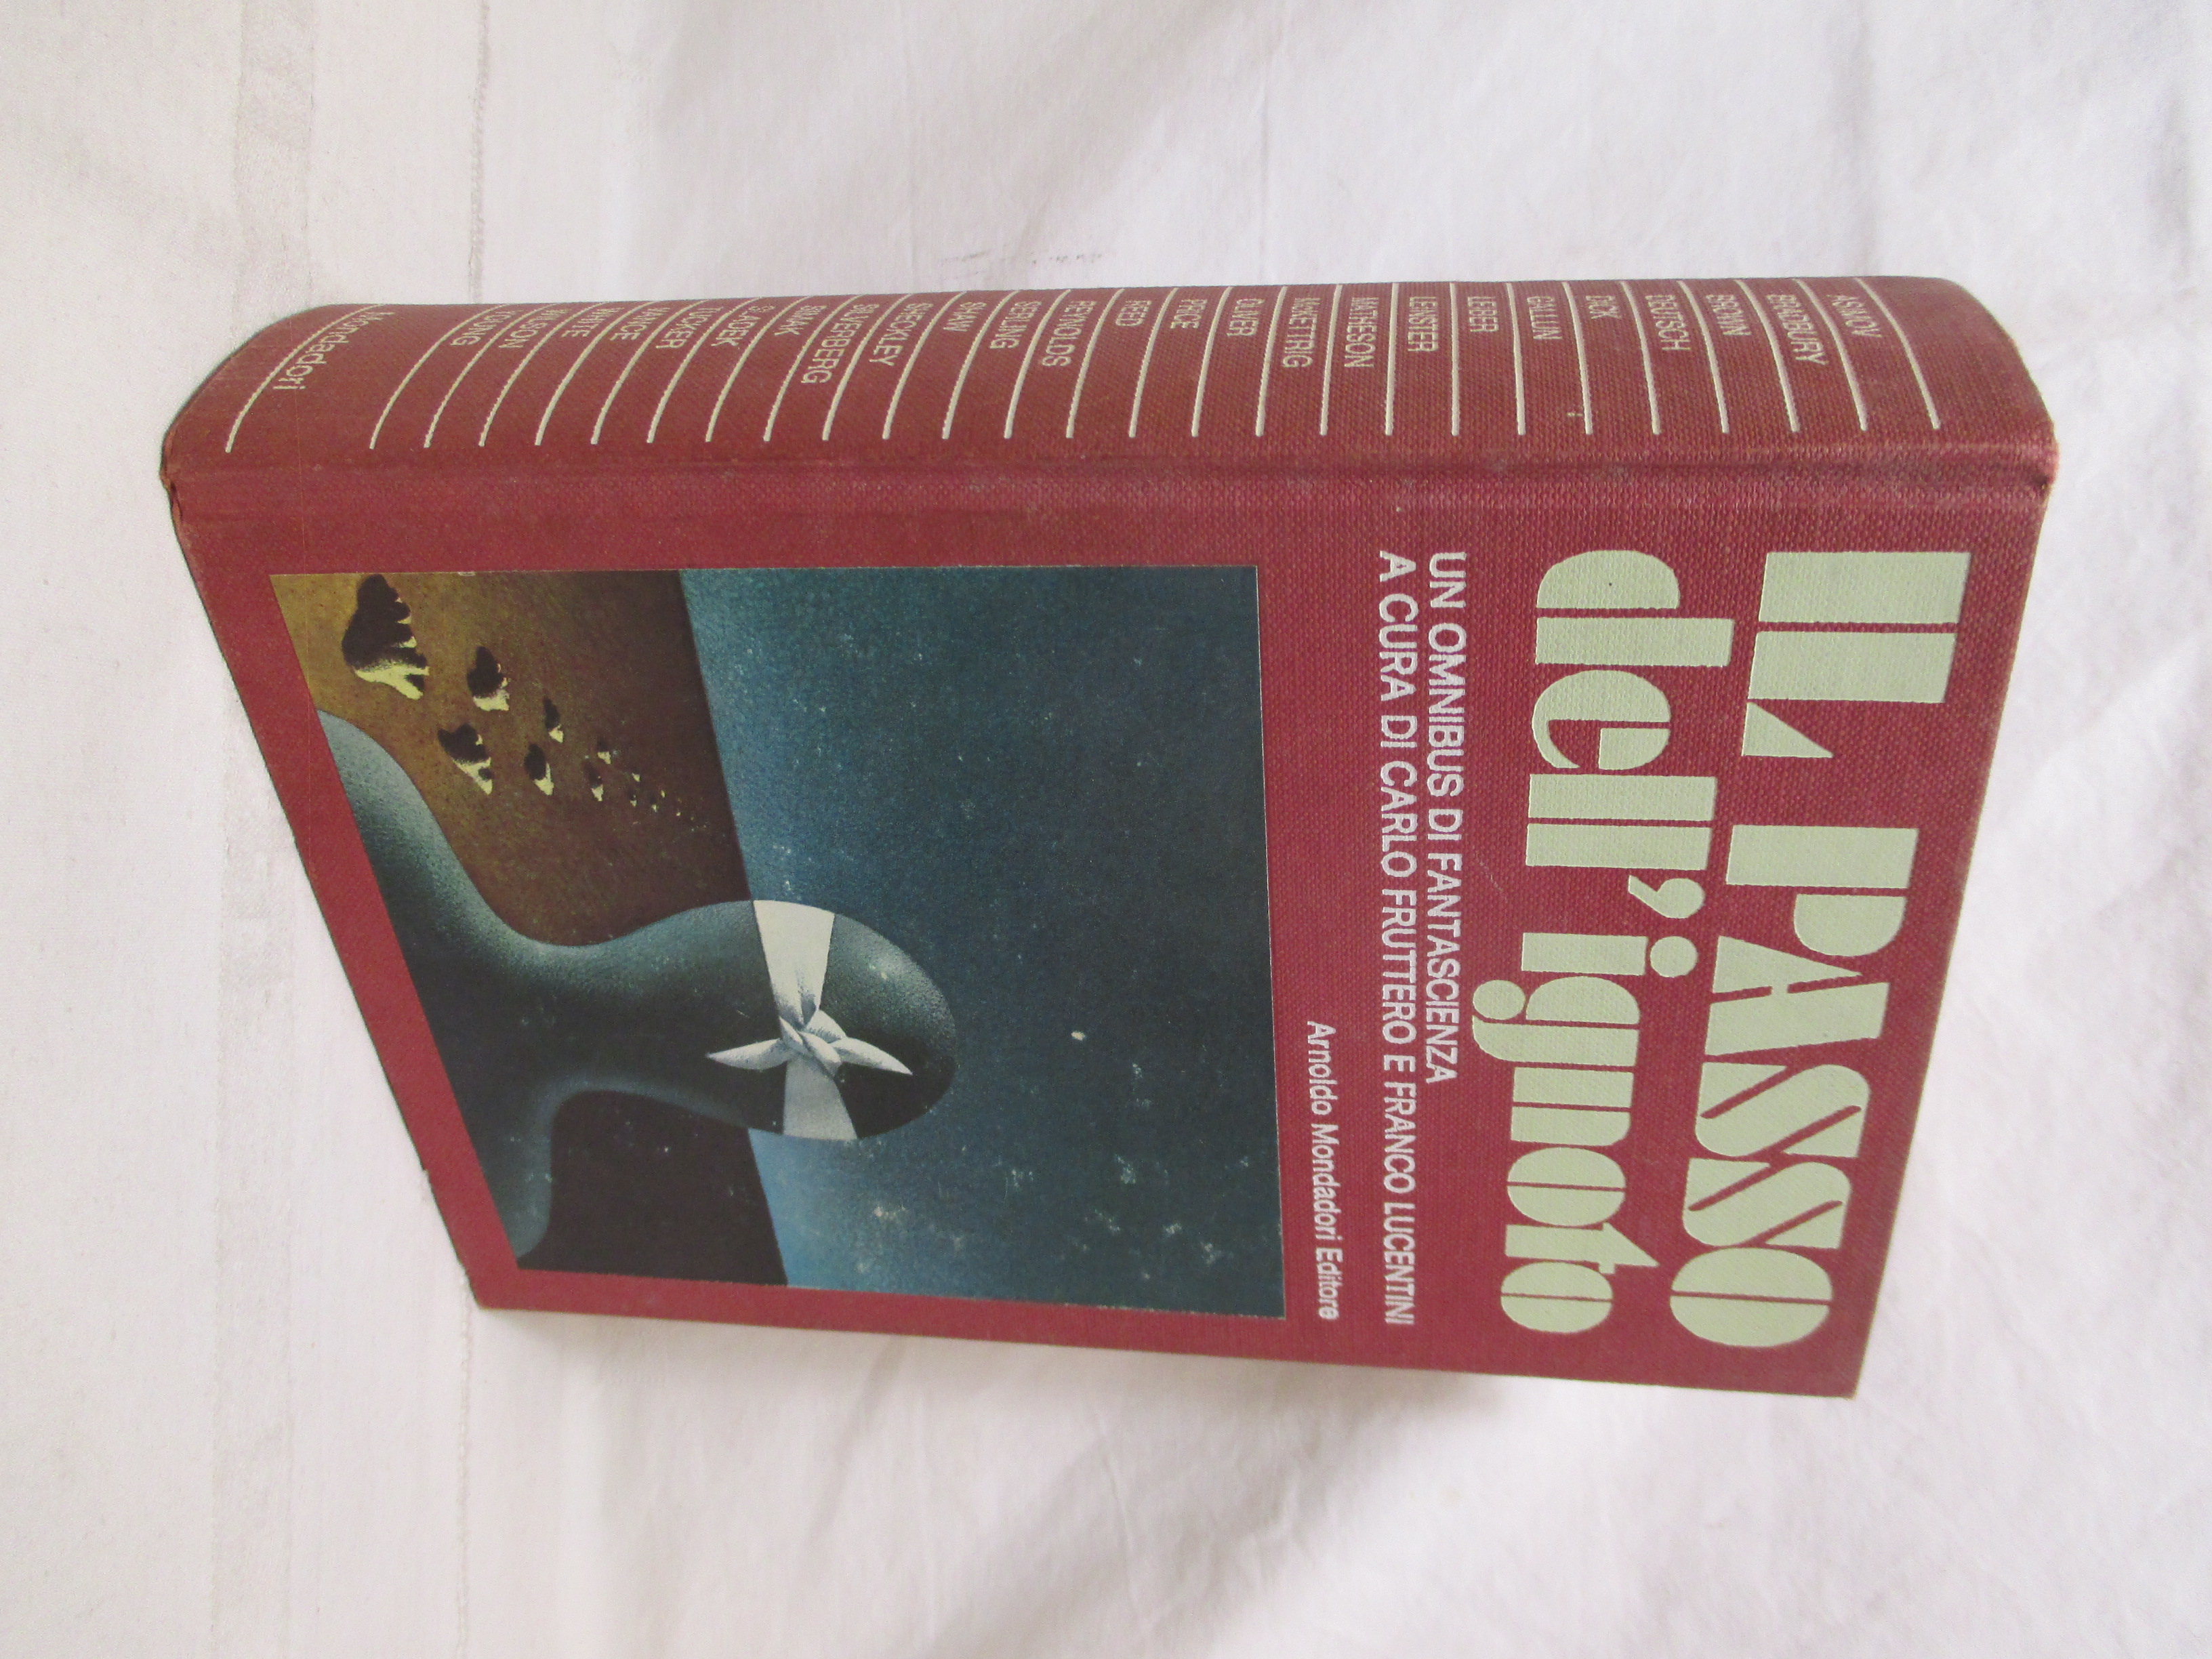 IL PASSO
dell'ignoto
UN OMNIBUS DI FANTASCIENZA
A CURA DI CARLO FRUTTERO E FRANCO LUCENTINI
Arnoldo Mondadori Editore
ASIMOV
BRADBURY
BROWN
DEUTSCH
DICK
GALLUN
LEIBER
LEINSTER
MATHESON
McKETTRIG
OLIVER
PRIDE
REED
REYNOLDS
SERLING
SHAW
SHECKLEY
SILVERBERG
SIMAK
SLADEK
TUCKER
VANCE
WHITE
WILSON
YOUNG
Mondadori